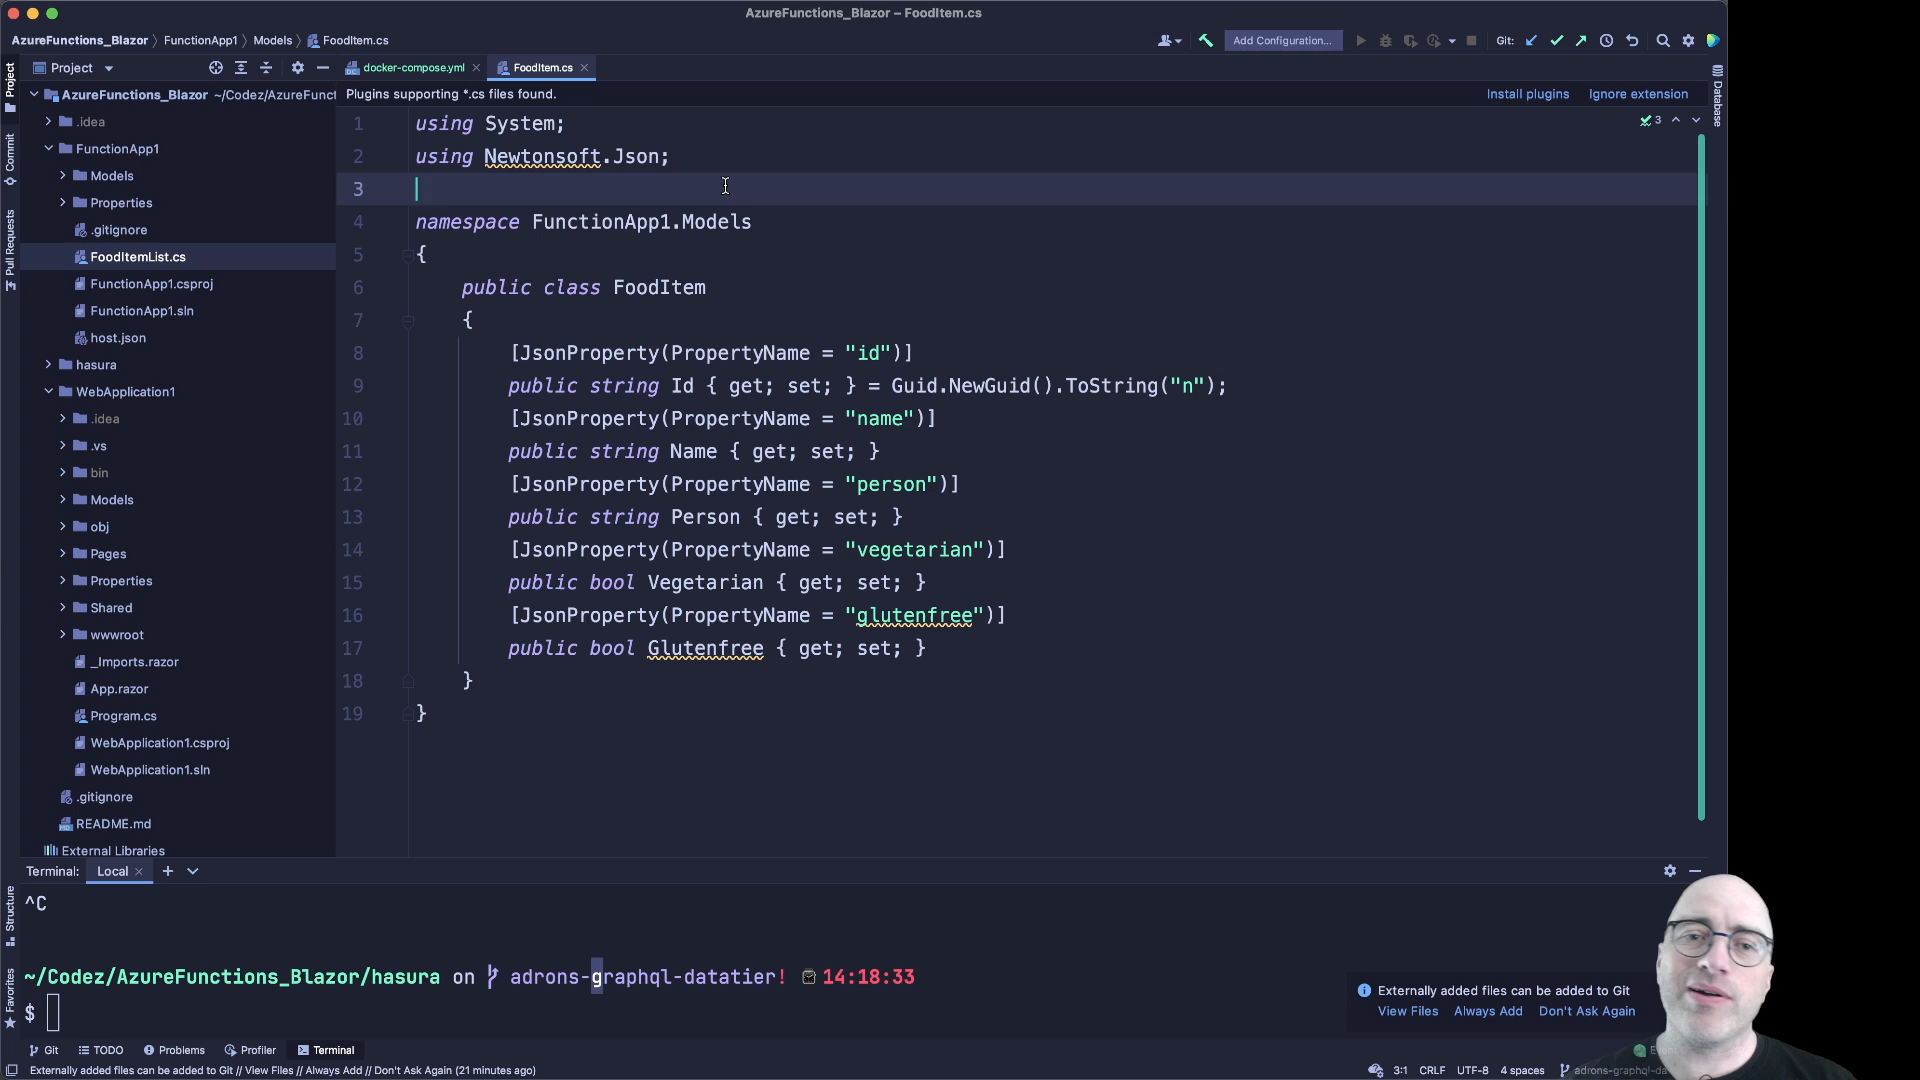 AzureFunctions_Blazor – FoodItem.cs
AzureFunctions_Blazor FunctionApp1 Models FoodItem.cs
Add Configuration...
Git:
Project
docker-compose.yml
FoodItem.cs
Project
Commit
Pull Requests
Structure
Favorites
Database
AzureFunctions_Blazor ~/Codez/AzureFunct
.idea
FunctionApp1
Models
Properties
.gitignore
FoodItemList.cs
FunctionApp1.csproj
FunctionApp1.sln
host.json
hasura
WebApplication1
.idea
.vs
bin
Models
obj
Pages
Properties
Shared
wwwroot
_Imports.razor
App.razor
Program.cs
WebApplication1.csproj
WebApplication1.sln
.gitignore
README.md
External Libraries
Plugins supporting *.cs files found.
Install plugins Ignore extension
3
1 using System;
2 using Newtonsoft.Json;
3
4 namespace FunctionApp1.Models
5 {
6 public class FoodItem
7 {
8 [JsonProperty(PropertyName = "id")]
9 public string Id { get; set; } = Guid.NewGuid().ToString("n");
10 [JsonProperty(PropertyName = "name")]
11 public string Name { get; set; }
12 [JsonProperty(PropertyName = "person")]
13 public string Person { get; set; }
14 [JsonProperty(PropertyName = "vegetarian")]
15 public bool Vegetarian { get; set; }
16 [JsonProperty(PropertyName = "glutenfree")]
17 public bool Glutenfree { get; set; }
18 }
19 }
Terminal: Local
^C
~/Codez/AzureFunctions_Blazor/hasura on adrons-graphql-datatier! 14:18:33
$
Externally added files can be added to Git
View Files Always Add Don't Ask Again
Git TODO Problems Profiler Terminal
Externally added files can be added to Git // View Files // Always Add // Don't Ask Again (21 minutes ago)
3:1 CRLF UTF-8 4 spaces